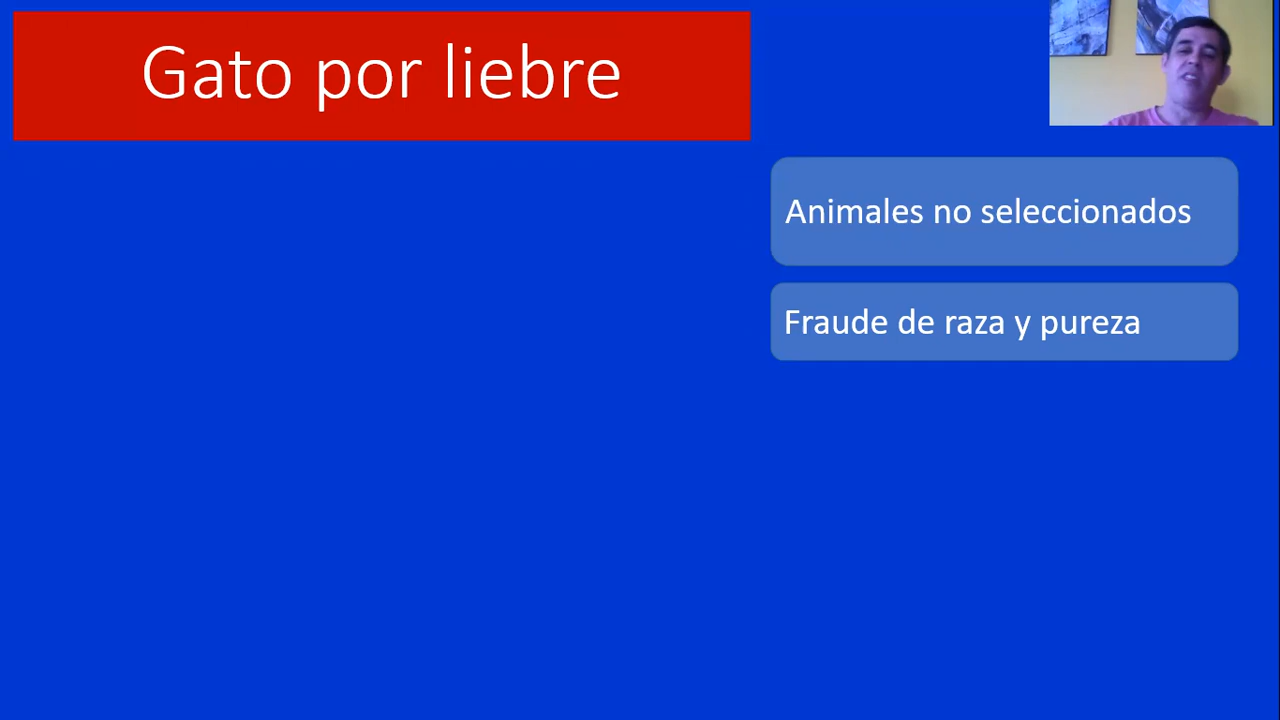 Gato por liebre
Animales no seleccionados
Fraude de raza y pureza